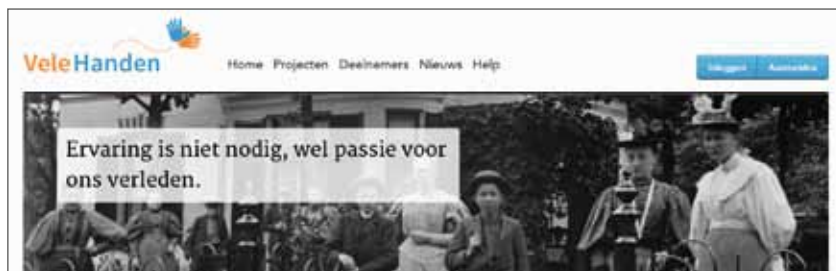 VeleHanden
Home Projecten Deelnemers Nieuws Help
Inloggen Aanmelden
Ervaring is niet nodig, wel passie voor
ons verleden.